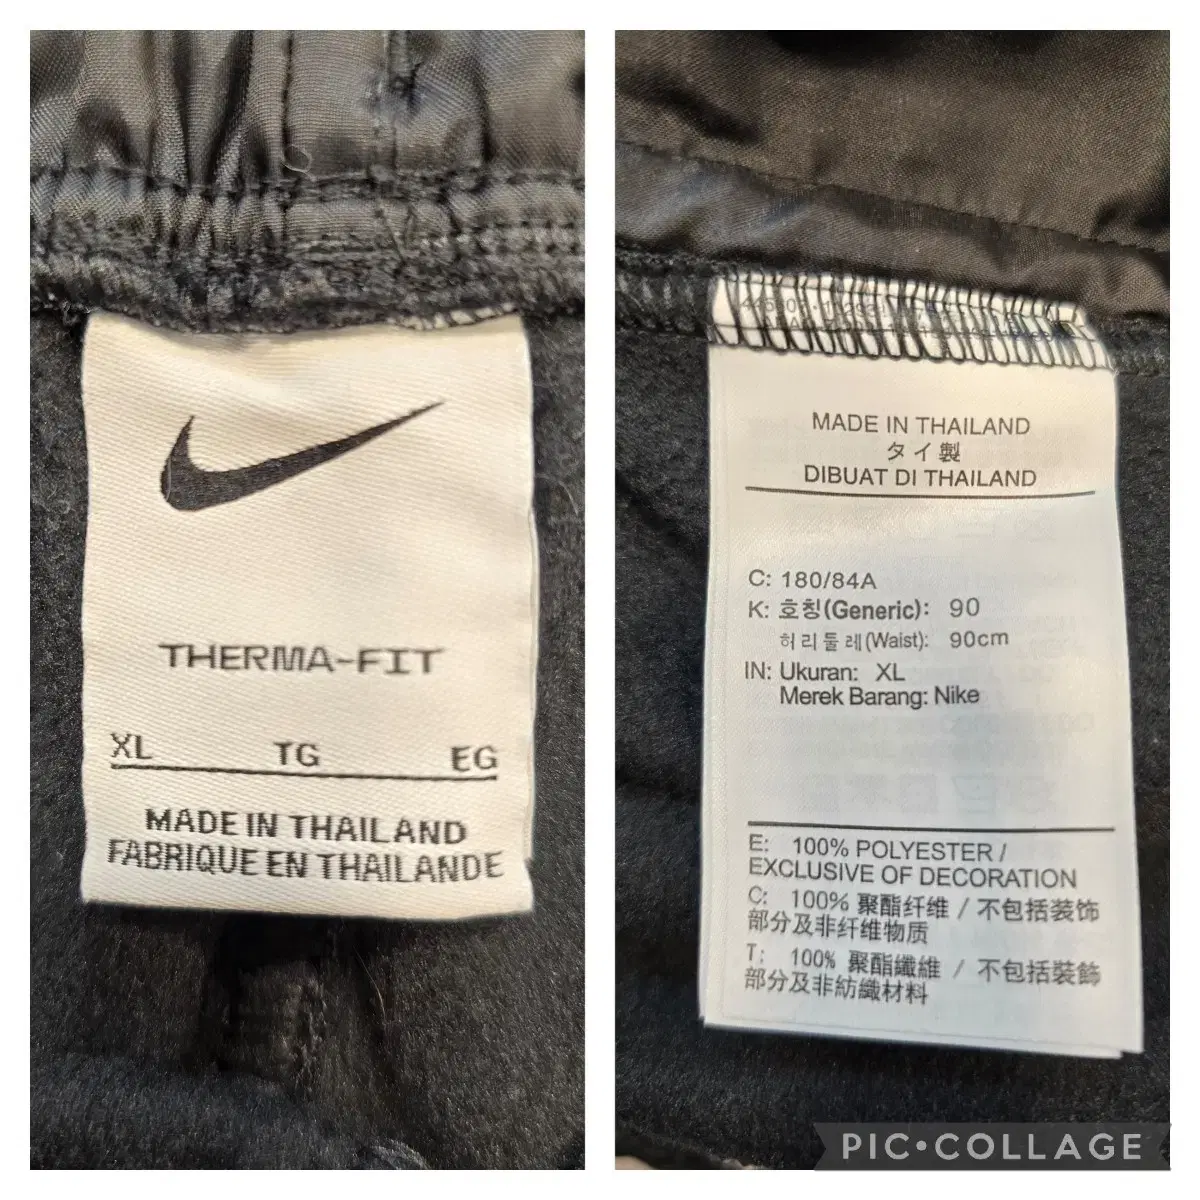 THERMA-FIT
XL TG EG
MADE IN THAILAND
FABRIQUE EN THAILANDE
MADE IN THAILAND
タイ製
DIBUAT DI THAILAND
C: 180/84A
K: 호칭(Generic): 90
허리둘레(Waist): 90cm
IN: Ukuran: XL
Merek Barang: Nike
E: 100% POLYESTER /
EXCLUSIVE OF DECORATION
C: 100% 聚酯纤维 / 不包括装饰
部分及非纤维物质
T: 100% 聚酯纖維 / 不包括裝飾
部分及非紡織材料
PIC•COLLAGE